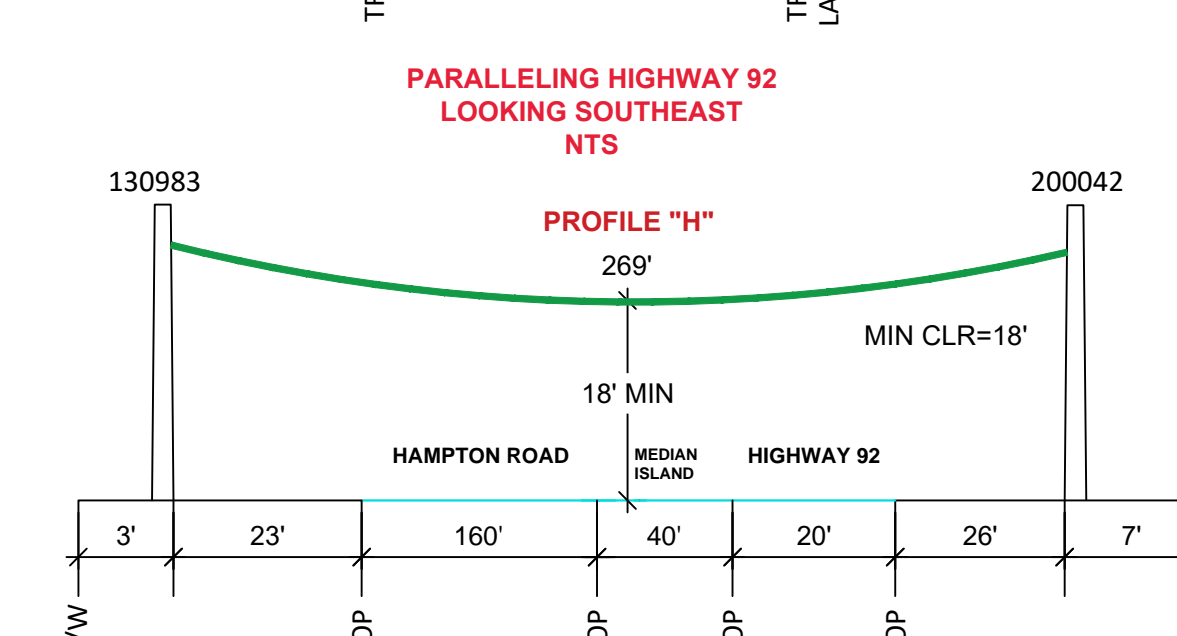 PARALLELING HIGHWAY 92
LOOKING SOUTHEAST
NTS
130983
200042
PROFILE "H"
269'
MIN CLR=18'
18' MIN
HAMPTON ROAD
MEDIAN
ISLAND
HIGHWAY 92
3'
23'
160'
40'
20'
26'
7'